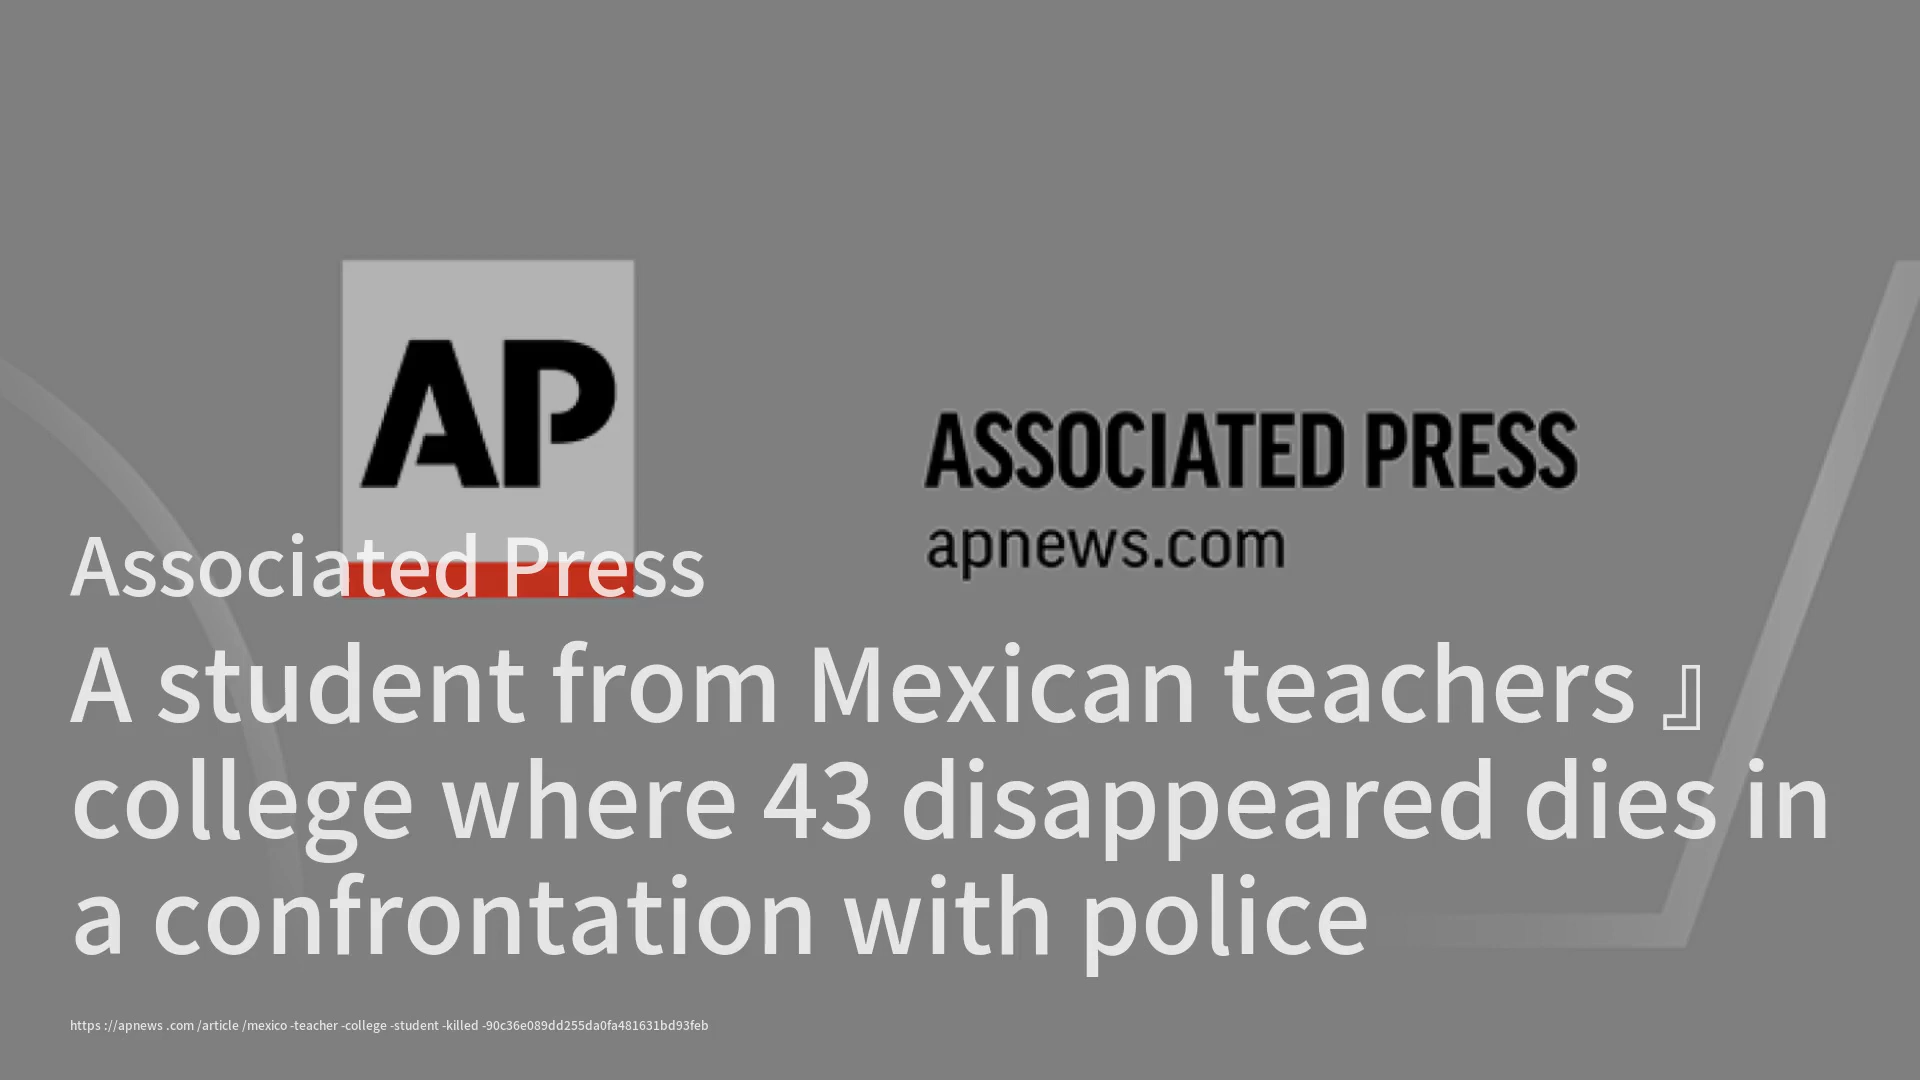 AP
ASSOCIATED PRESS
apnews.com
Associated Press
A student from Mexican teachers 』
college where 43 disappeared dies in
a confrontation with police
https ://apnews .com /article /mexico -teacher -college -student -killed -90c36e089dd255da0fa481631bd93feb